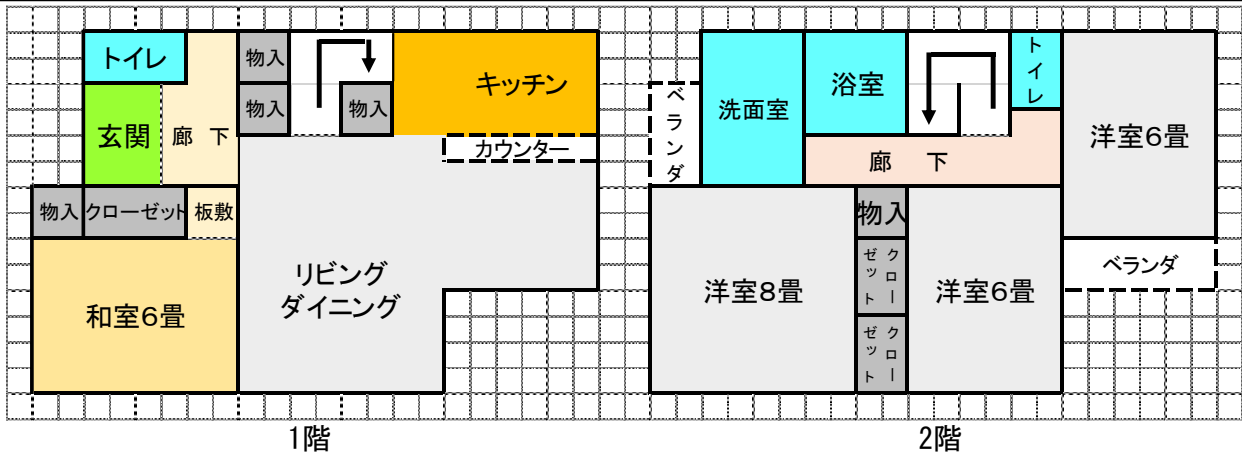 トイレ
物入
キッチン
物入
物入
玄関
廊 下
カウンター
物入
クローゼット
板敷
リビング
ダイニング
和室6畳
1階
トイレ
浴室
洗面室
ベランダ
洋室6畳
廊 下
物入
クローゼット
ベランダ
洋室8畳
洋室6畳
クローゼット
2階